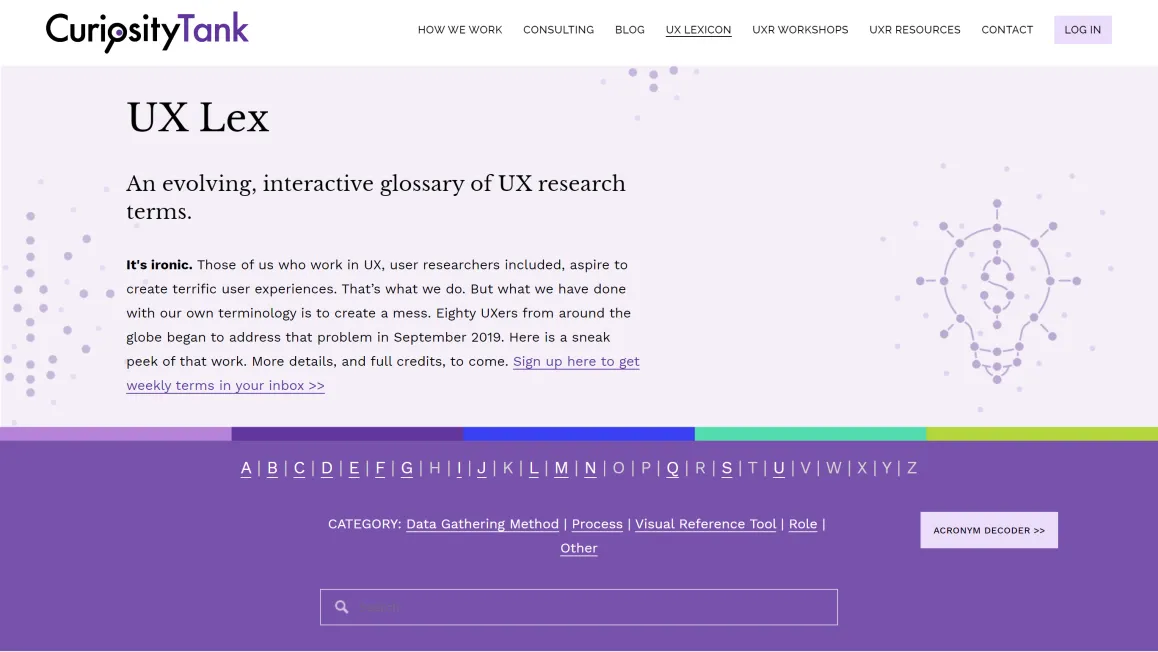 CuriosityTank
HOW WE WORK CONSULTING BLOG UX LEXICON UXR WORKSHOPS UXR RESOURCES CONTACT LOG IN
UX Lex
An evolving, interactive glossary of UX research
terms.
It's ironic. Those of us who work in UX, user researchers included, aspire to
create terrific user experiences. That’s what we do. But what we have done
with our own terminology is to create a mess. Eighty UXers from around the
globe began to address that problem in September 2019. Here is a sneak
peek of that work. More details, and full credits, to come. Sign up here to get
weekly terms in your inbox >>
A | B | C | D | E | F | G | H | I | J | K | L | M | N | O | P | Q | R | S | T | U | V | W | X | Y | Z
CATEGORY: Data Gathering Method | Process | Visual Reference Tool | Role |
Other
ACRONYM DECODER >>
Search